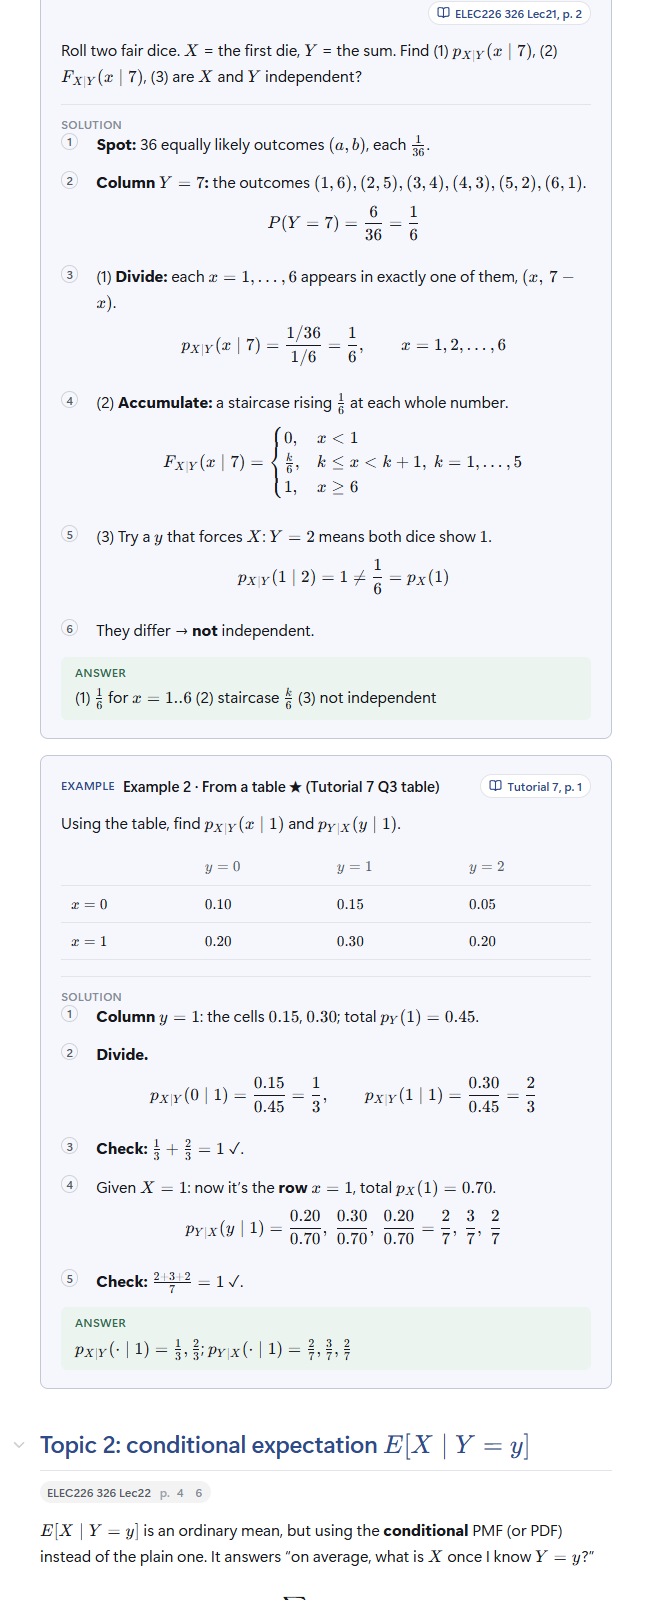 ELEC226 326 Lec21, p. 2
Roll two fair dice. X = the first die, Y = the sum. Find (1) p_{X|Y}(x | 7), (2)
F_{X|Y}(x | 7), (3) are X and Y independent?
SOLUTION
1 Spot: 36 equally likely outcomes (a, b), each 1/36.
2 Column Y = 7: the outcomes (1, 6), (2, 5), (3, 4), (4, 3), (5, 2), (6, 1).
P(Y = 7) = 6/36 = 1/6
3 (1) Divide: each x = 1, . . . , 6 appears in exactly one of them, (x, 7 −
x).
p_{X|Y}(x | 7) = (1/36)/(1/6) = 1/6, x = 1, 2, . . . , 6
4 (2) Accumulate: a staircase rising 1/6 at each whole number.
F_{X|Y}(x | 7) = { 0, x < 1
k/6, k ≤ x < k + 1, k = 1, . . . , 5
1, x ≥ 6
5 (3) Try a y that forces X: Y = 2 means both dice show 1.
p_{X|Y}(1 | 2) = 1 ≠ 1/6 = p_X(1)
6 They differ → not independent.
ANSWER
(1) 1/6 for x = 1..6 (2) staircase k/6 (3) not independent
EXAMPLE Example 2 · From a table ★ (Tutorial 7 Q3 table) Tutorial 7, p. 1
Using the table, find p_{X|Y}(x | 1) and p_{Y|X}(y | 1).
y = 0 y = 1 y = 2
x = 0 0.10 0.15 0.05
x = 1 0.20 0.30 0.20
SOLUTION
1 Column y = 1: the cells 0.15, 0.30; total p_Y(1) = 0.45.
2 Divide.
p_{X|Y}(0 | 1) = 0.15/0.45 = 1/3, p_{X|Y}(1 | 1) = 0.30/0.45 = 2/3
3 Check: 1/3 + 2/3 = 1 ✓.
4 Given X = 1: now it's the row x = 1, total p_X(1) = 0.70.
p_{Y|X}(y | 1) = 0.20/0.70, 0.30/0.70, 0.20/0.70 = 2/7, 3/7, 2/7
5 Check: (2+3+2)/7 = 1 ✓.
ANSWER
p_{X|Y}(· | 1) = 1/3, 2/3; p_{Y|X}(· | 1) = 2/7, 3/7, 2/7
Topic 2: conditional expectation E[X | Y = y]
ELEC226 326 Lec22 p. 4 6
E[X | Y = y] is an ordinary mean, but using the conditional PMF (or PDF)
instead of the plain one. It answers "on average, what is X once I know Y = y?"